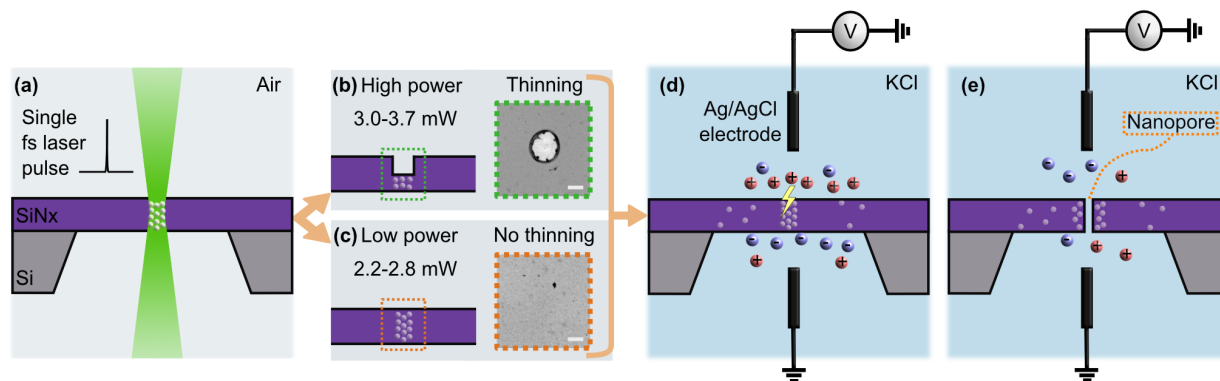 (a)
Air
Single
fs laser
pulse
SiNx
Si
(b) High power
3.0-3.7 mW
Thinning
(c) Low power
2.2-2.8 mW
No thinning
(d)
V
KCl
Ag/AgCl
electrode
+ + + + + + +
- - -
- - - - -
+ +
(e)
V
KCl
Nanopore
- - - +
- + +